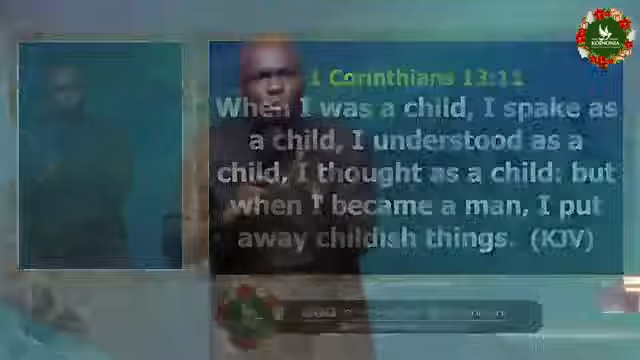 KOINONIA
1 Corinthians 13:11
When I was a child, I spake as
a child, I understood as a
child, I thought as a child: but
when I became a man, I put
away childish things. (KJV)